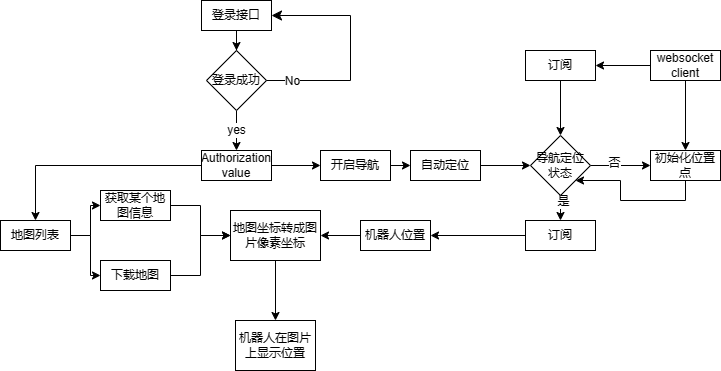 登录接口
登录成功
No
yes
订阅
websocket
client
Authorization
value
开启导航
自动定位
导航定位
状态
否
初始化位置
点
是
获取某个地
图信息
地图列表
下载地图
地图坐标转成图
片像素坐标
机器人位置
订阅
机器人在图片
上显示位置